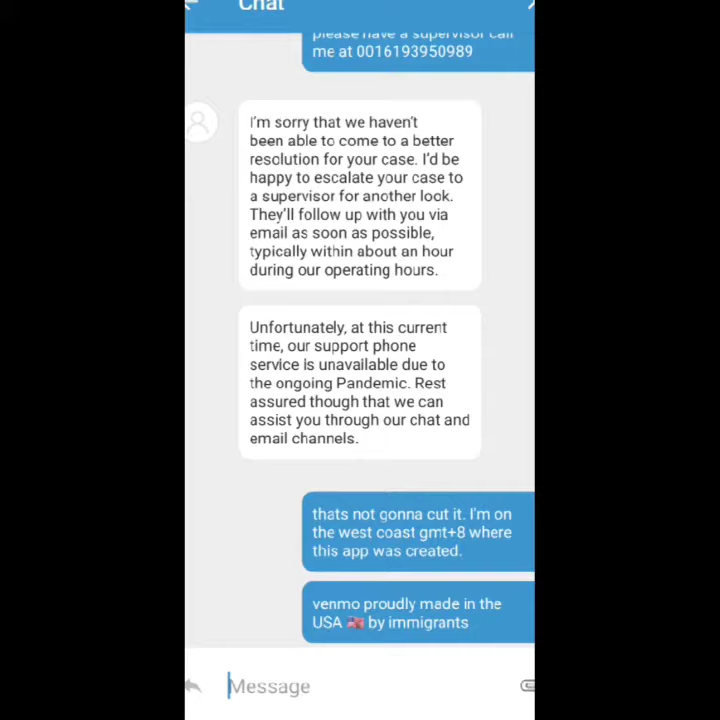 Chat
please have a supervisor call
me at 0016193950989
I'm sorry that we haven't
been able to come to a better
resolution for your case. I'd be
happy to escalate your case to
a supervisor for another look.
They'll follow up with you via
email as soon as possible,
typically within about an hour
during our operating hours.
Unfortunately, at this current
time, our support phone
service is unavailable due to
the ongoing Pandemic. Rest
assured though that we can
assist you through our chat and
email channels.
thats not gonna cut it. I'm on
the west coast gmt+8 where
this app was created.
venmo proudly made in the
USA 🇺🇸 by immigrants
Message